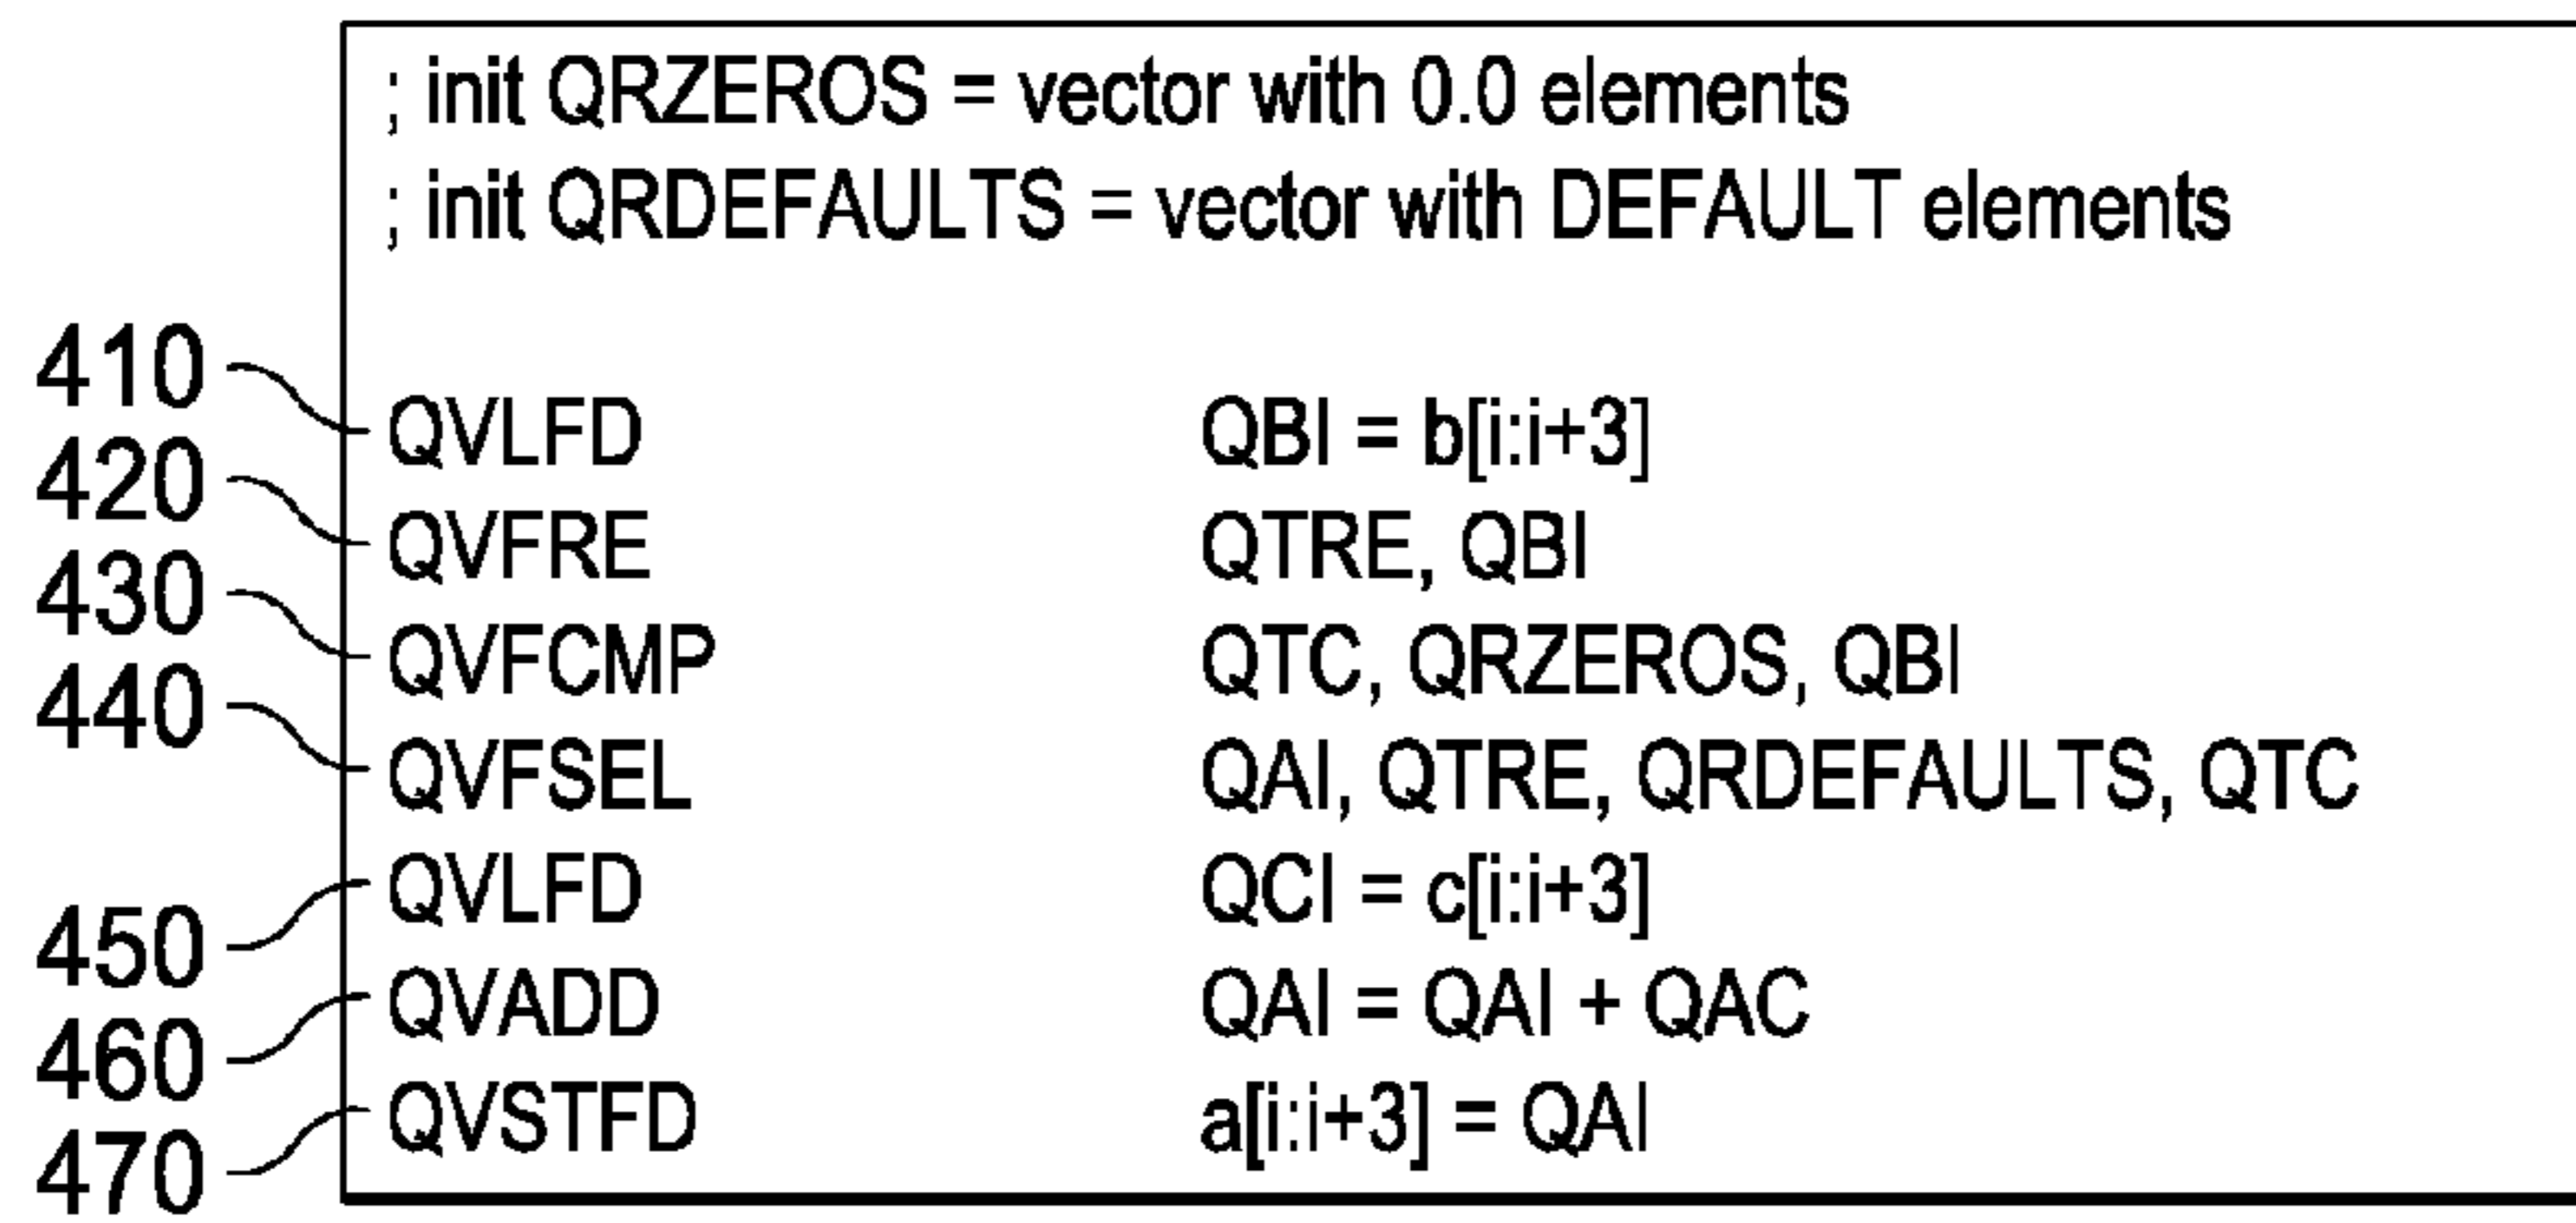 ; init QRZEROS = vector with 0.0 elements
; init QRDEFAULTS = vector with DEFAULT elements
410 QVLFD QBI = b[i:i+3]
420 QVFRE QTRE, QBI
430 QVFCMP QTC, QRZEROS, QBI
440 QVFSEL QAI, QTRE, QRDEFAULTS, QTC
450 QVLFD QCI = c[i:i+3]
460 QVADD QAI = QAI + QAC
470 QVSTFD a[i:i+3] = QAI